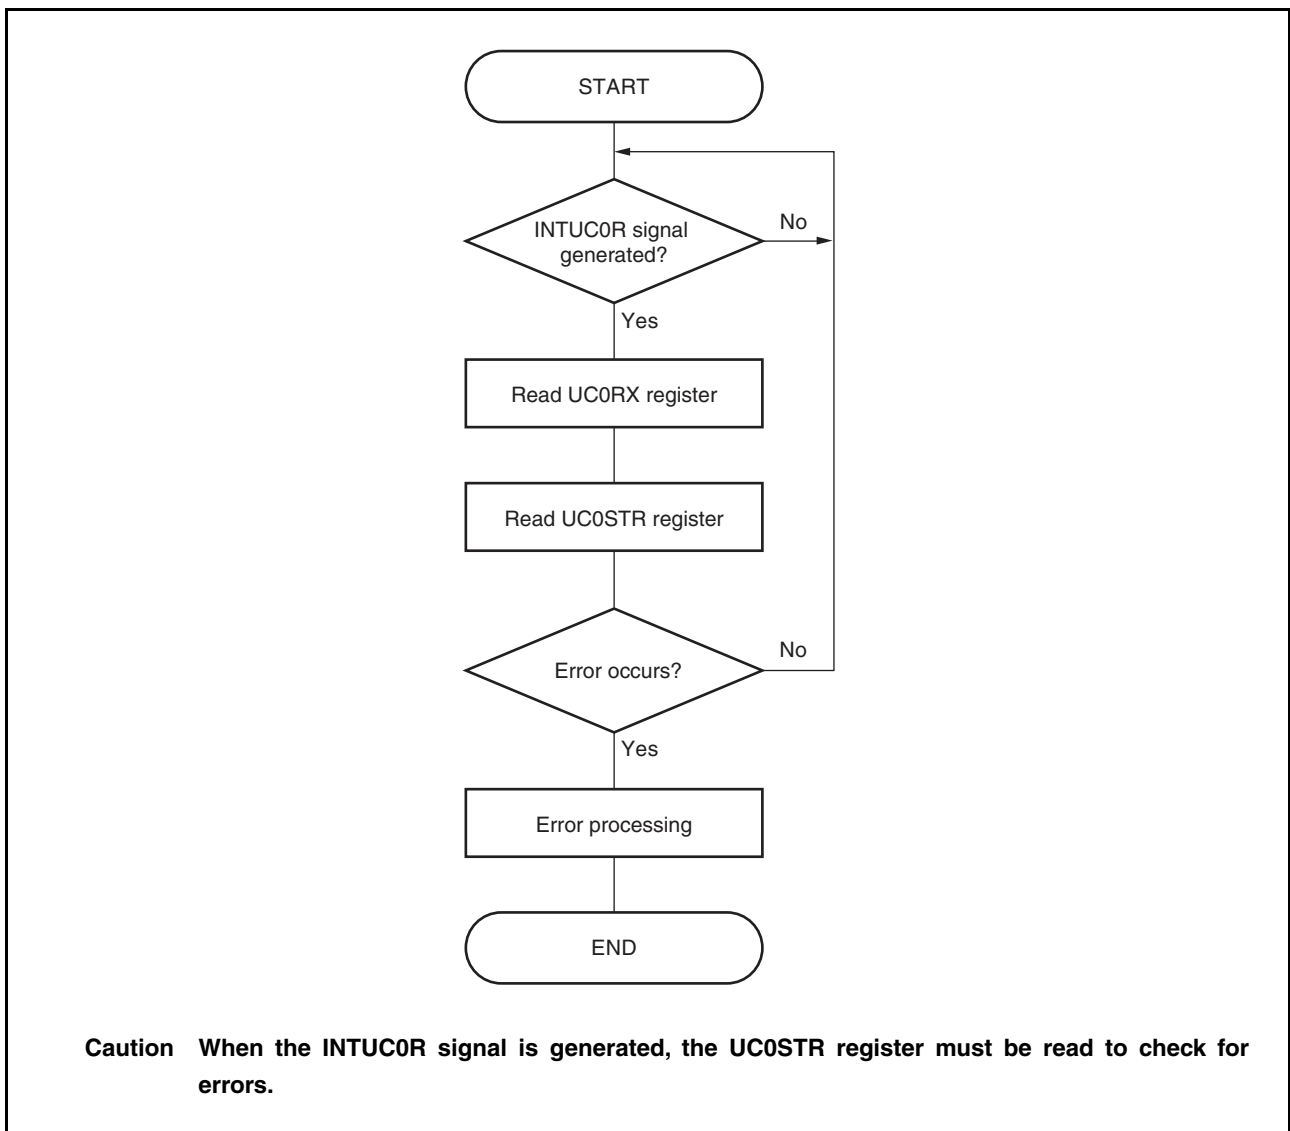 START
INTUC0R signal
generated?
No
Yes
Read UC0RX register
Read UC0STR register
Error occurs?
No
Yes
Error processing
END
Caution When the INTUC0R signal is generated, the UC0STR register must be read to check for
errors.